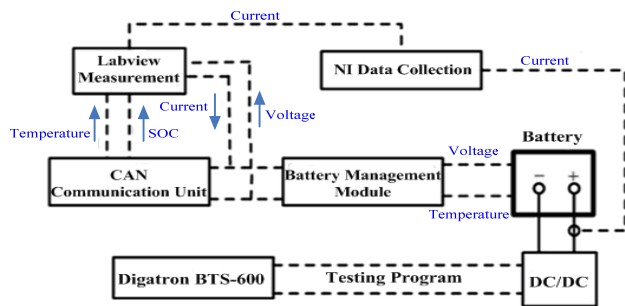 Current
Labview
Measurement
NI Data Collection
Current
Current
Voltage
Temperature
SOC
Battery
Voltage
CAN
Communication Unit
Battery Management
Module
− +
Temperature
Digatron BTS-600
Testing Program
DC/DC